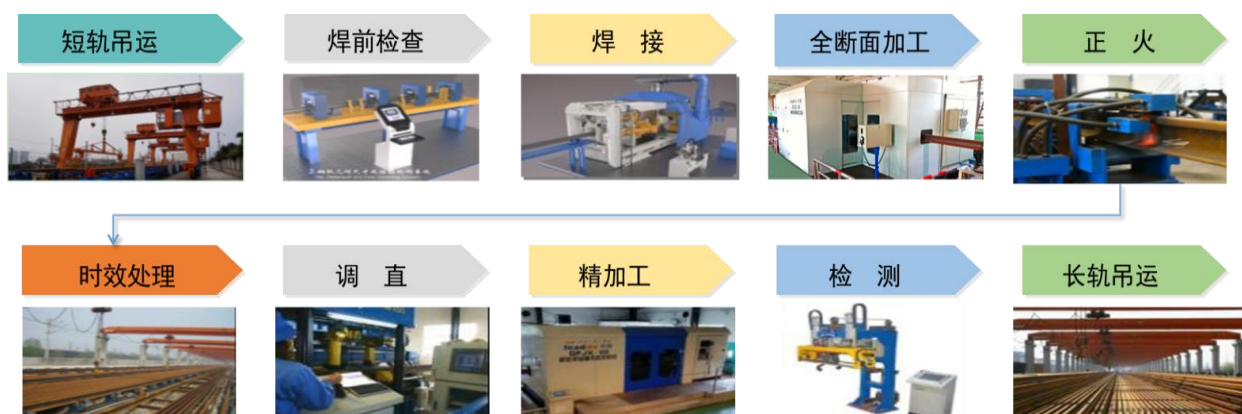 短轨吊运
焊前检查
焊 接
全断面加工
正 火
时效处理
调 直
精加工
检 测
长轨吊运